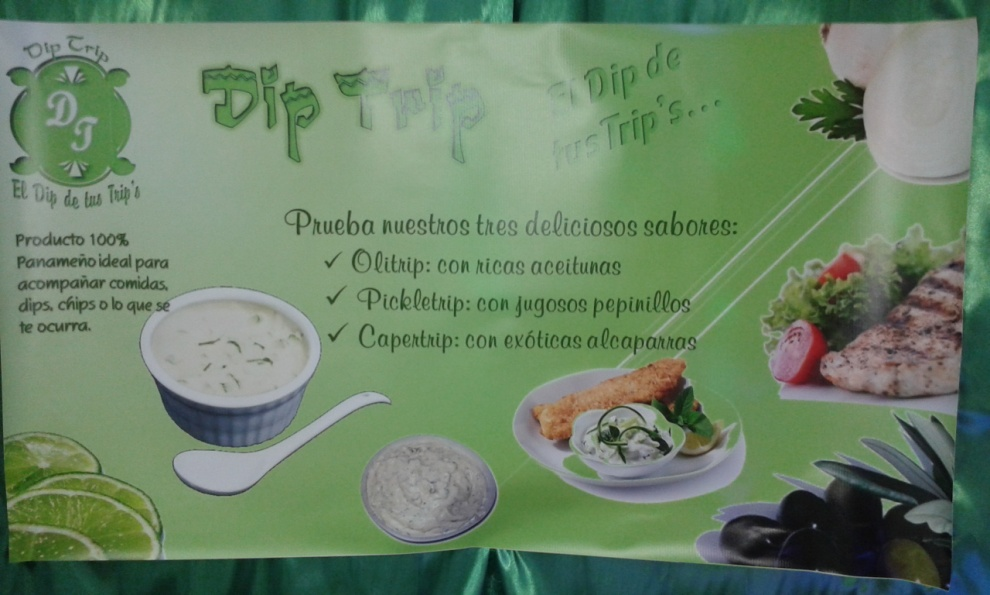 Dip Trip
DT
El Dip de tus Trip's
Dip Trip
El Dip de
tus Trip's...
Producto 100%
Panameño ideal para
acompañar comidas,
dips, chips o lo que se
te ocurra.
Prueba nuestros tres deliciosos sabores:
✓ Olitrip: con ricas aceitunas
✓ Pickletrip: con jugosos pepinillos
✓ Capertrip: con exóticas alcaparras